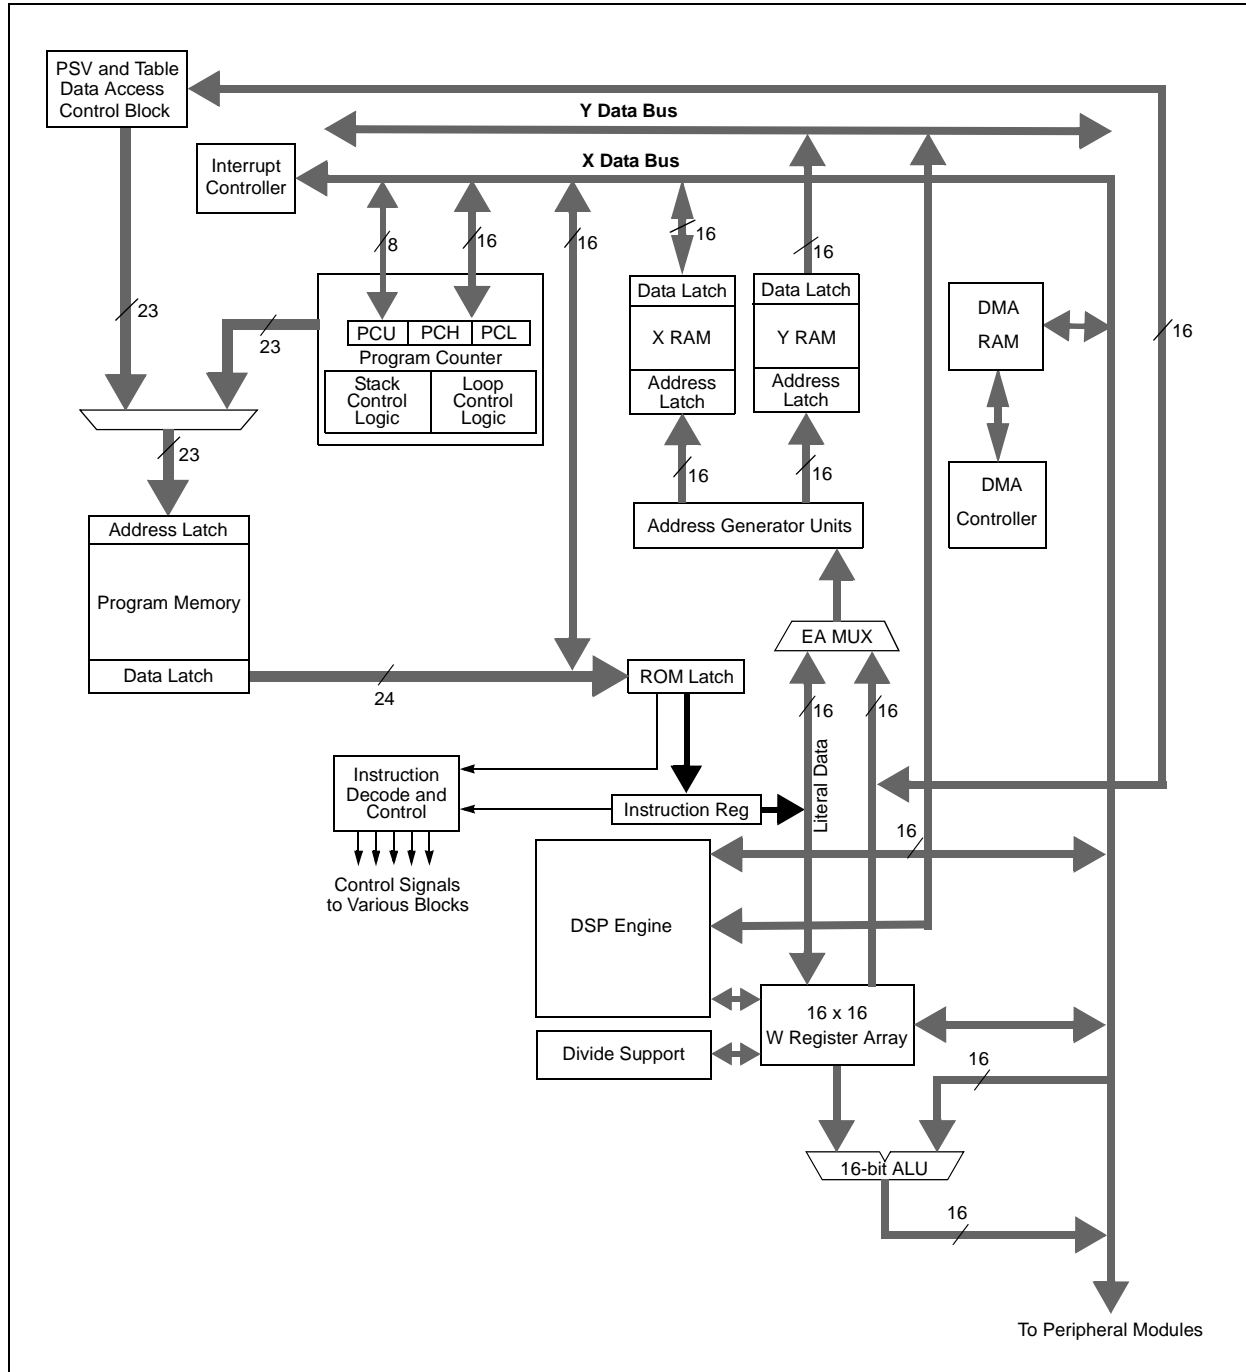 PSV and Table
Data Access
Control Block
Y Data Bus
Interrupt
Controller
X Data Bus
8
16
16
16
16
23
23
16
Data Latch
Data Latch
DMA
RAM
PCU
PCH
PCL
X RAM
Y RAM
Program Counter
Stack
Control
Logic
Loop
Control
Logic
Address
Latch
Address
Latch
23
16
16
DMA
Controller
Address Latch
Address Generator Units
Program Memory
EA MUX
Data Latch
24
ROM Latch
16
16
Literal Data
Instruction
Decode and
Control
Instruction Reg
16
Control Signals
to Various Blocks
DSP Engine
16 x 16
W Register Array
Divide Support
16
16-bit ALU
16
To Peripheral Modules